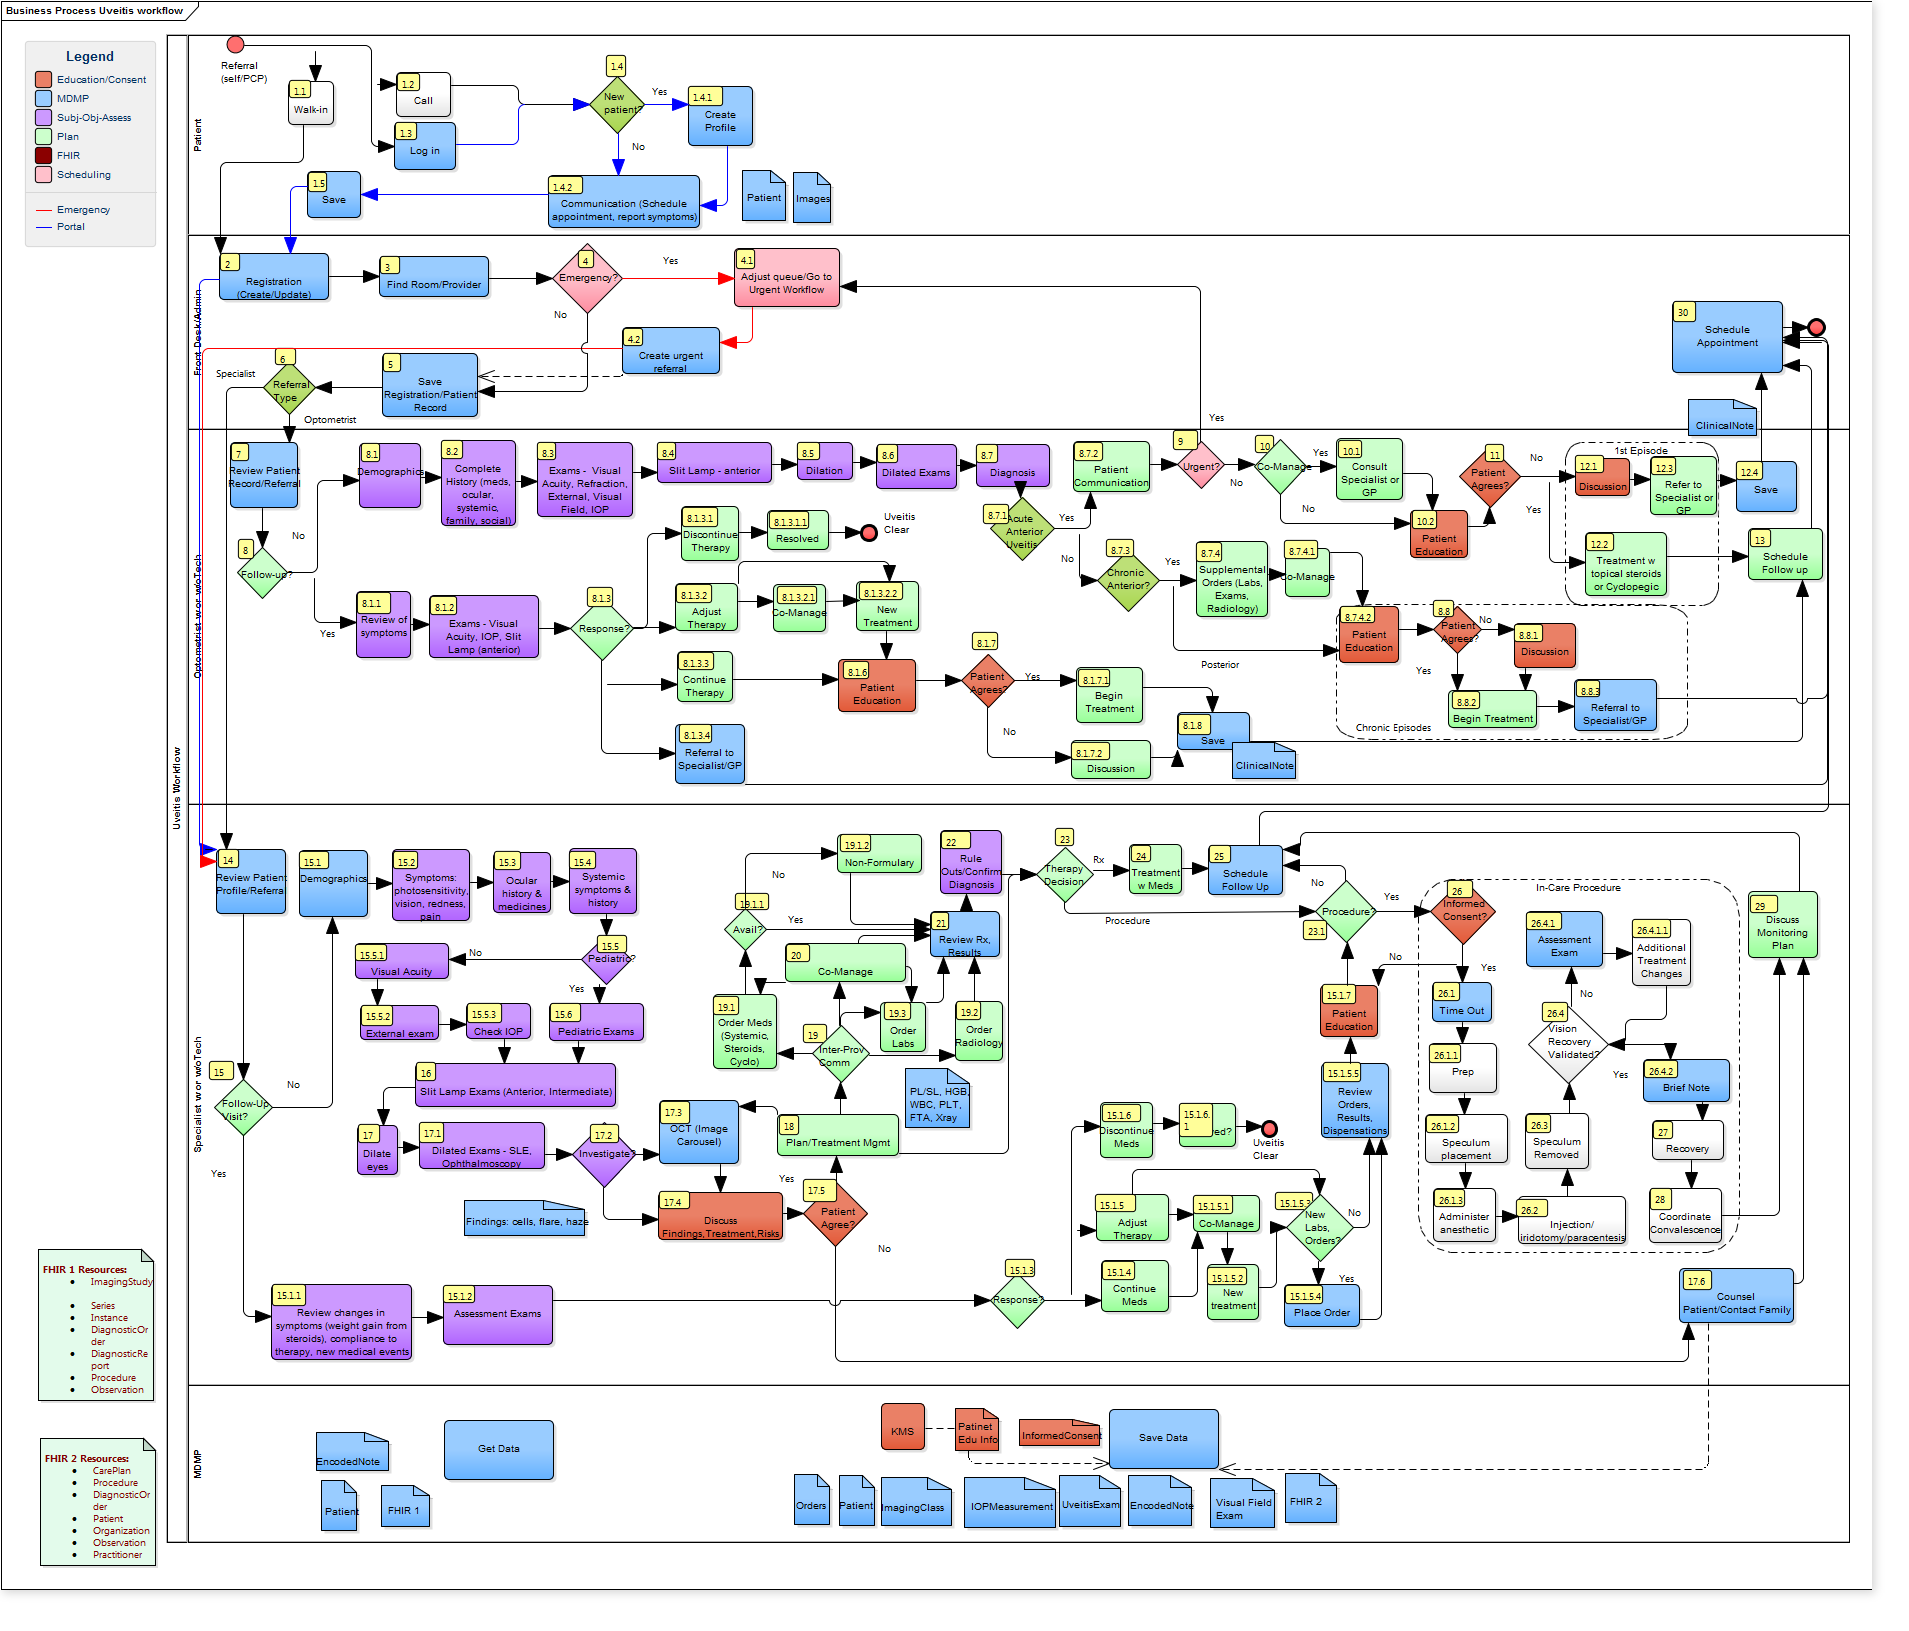 Business Process Uveitis workflow
Legend
Education/Consent
MDMP
Subj-Obj-Assess
Plan
FHIR
Scheduling
Emergency
Portal
Uveitis Workflow
Patient
Referral
(self/PCP)
1.1
Walk-in
1.2
Call
1.3
Log in
1.4
New
patient?
Yes
No
1.4.1
Create
Profile
1.4.2
Communication (Schedule
appointment, report symptoms)
1.5
Save
Patient
Images
Front Desk/Admin
2
Registration
(Create/Update)
3
Find Room/Provider
4
Emergency?
Yes
No
4.1
Adjust queue/Go to
Urgent Workflow
4.2
Create urgent
referral
5
Save
Registration/Patient
Record
6
Referral
Type
Specialist
Optometrist
30
Schedule
Appointment
ClinicalNote
Optometrist w or woTech
7
Review Patient
Record/Referral
8
Follow-up?
No
Yes
8.1
Demographics
8.2
Complete
History (meds,
ocular,
systemic,
family, social)
8.3
Exams - Visual
Acuity, Refraction,
External, Visual
Field, IOP
8.4
Slit Lamp - anterior
8.5
Dilation
8.6
Dilated Exams
8.7
Diagnosis
8.7.1
Acute
Anterior
Uveitis
Yes
No
8.7.2
Patient
Communication
9
Urgent?
Yes
No
10
Co-Manage
Yes
No
10.1
Consult
Specialist or
GP
10.2
Patient
Education
11
Patient
Agrees?
No
Yes
1st Episode
12.1
Discussion
12.3
Refer to
Specialist or
GP
12.2
Treatment w
topical steroids
or Cyclopegic
12.4
Save
13
Schedule
Follow up
8.7.3
Chronic
Anterior?
Yes
Posterior
8.7.4
Supplemental
Orders (Labs,
Exams,
Radiology)
8.7.4.1
Co-Manage
8.7.4.2
Patient
Education
8.8
Patient
Agrees?
No
Yes
8.8.1
Discussion
8.8.2
Begin Treatment
8.8.3
Referral to
Specialist/GP
Chronic Episodes
8.1.1
Review of
symptoms
8.1.2
Exams - Visual
Acuity, IOP, Slit
Lamp (anterior)
8.1.3
Response?
8.1.3.1
Discontinue
Therapy
8.1.3.1.1
Resolved
Uveitis
Clear
8.1.3.2
Adjust
Therapy
8.1.3.2.1
Co-Manage
8.1.3.2.2
New
Treatment
8.1.3.3
Continue
Therapy
8.1.3.4
Referral to
Specialist/GP
8.1.6
Patient
Education
8.1.7
Patient
Agrees?
Yes
No
8.1.7.1
Begin
Treatment
8.1.7.2
Discussion
8.1.8
Save
ClinicalNote
Specialist w or woTech
14
Review Patient
Profile/Referral
15
Follow-Up
Visit?
No
Yes
15.1
Demographics
15.2
Symptoms:
photosensitivity,
vision, redness,
pain
15.3
Ocular
history &
medicines
15.4
Systemic
symptoms &
history
15.5
Pediatric?
No
Yes
15.5.1
Visual Acuity
15.5.2
External exam
15.5.3
Check IOP
15.6
Pediatric Exams
16
Slit Lamp Exams (Anterior, Intermediate)
17
Dilate
eyes
17.1
Dilated Exams - SLE,
Ophthalmoscopy
17.2
Investigate?
17.3
OCT (Image
Carousel)
17.4
Discuss
Findings,Treatment,Risks
Findings: cells, flare, haze
17.5
Patient
Agree?
Yes
No
18
Plan/Treatment Mgmt
19
Inter-Prov
Comm
19.1
Order Meds
(Systemic,
Steroids,
Cyclo)
19.1.1
Avail?
No
Yes
19.1.2
Non-Formulary
19.2
Order
Radiology
19.3
Order
Labs
20
Co-Manage
21
Review Rx,
Results
22
Rule
Outs/Confirm
Diagnosis
PL/SL, HGB,
WBC, PLT,
FTA, Xray
23
Therapy
Decision
Rx
Procedure
24
Treatment
w Meds
25
Schedule
Follow Up
23.1
Procedure?
No
Yes
In-Care Procedure
26
Informed
Consent?
No
Yes
26.1
Time Out
26.1.1
Prep
26.1.2
Speculum
placement
26.1.3
Administer
anesthetic
26.2
Injection/
iridotomy/paracentesis
26.3
Speculum
Removed
26.4
Vision
Recovery
Validated?
No
Yes
26.4.1
Assessment
Exam
26.4.1.1
Additional
Treatment
Changes
26.4.2
Brief Note
27
Recovery
28
Coordinate
Convalescence
29
Discuss
Monitoring
Plan
15.1.7
Patient
Education
15.1.5.5
Review
Orders,
Results,
Dispensations
15.1.6
Discontinue
Meds
15.1.6.
1
ved?
Uveitis
Clear
15.1.5
Adjust
Therapy
15.1.5.1
Co-Manage
15.1.5.2
New
treatment
New
Labs,
Orders?
No
Yes
15.1.5.4
Place Order
15.1.4
Continue
Meds
15.1.3
Response?
15.1.1
Review changes in
symptoms (weight gain from
steroids), compliance to
therapy, new medical events
15.1.2
Assessment Exams
17.6
Counsel
Patient/Contact Family
FHIR 1 Resources:
• ImagingStudy
• Series
• Instance
• DiagnosticOr
der
• DiagnosticRe
port
• Procedure
• Observation
FHIR 2 Resources:
• CarePlan
• Procedure
• DiagnosticOr
der
• Patient
• Organization
• Observation
• Practitioner
MDMP
EncodedNote
Patient
FHIR 1
Get Data
KMS
Patinet
Edu Info
InformedConsent
Save Data
Orders
Patient
ImagingClass
IOPMeasurement
UveitisExam
EncodedNote
Visual Field
Exam
FHIR 2